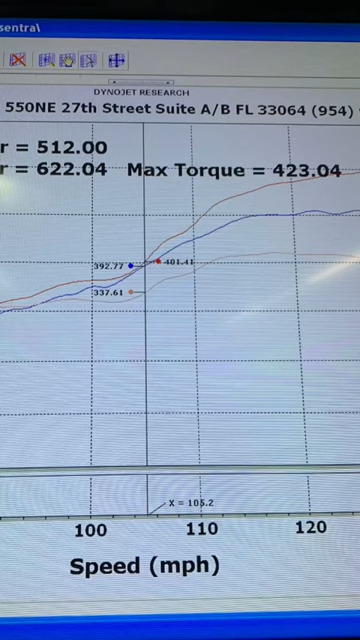 sentra\
DYNOJET RESEARCH
550NE 27th Street Suite A/B FL 33064 (954)
r = 512.00
r = 622.04 Max Torque = 423.04
392.77
401.41
337.61
X = 105.2
100 110 120
Speed (mph)